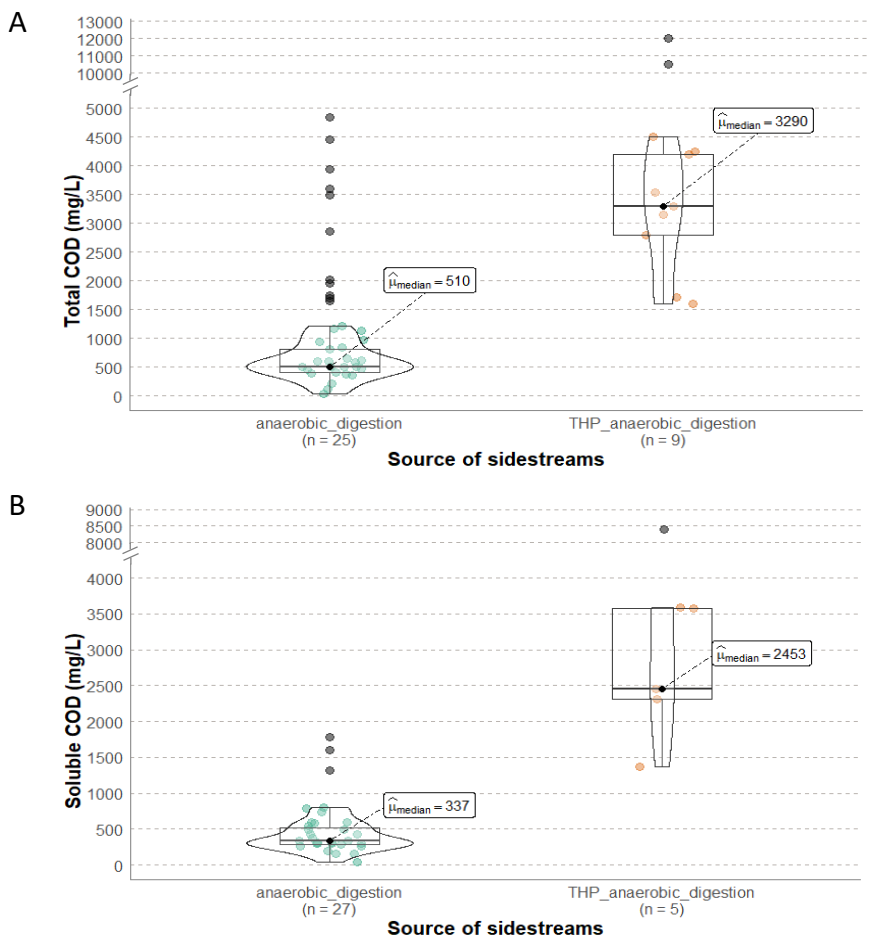 A
13000
12000
11000
10000
5000
4500
4000
3500
3000
2500
2000
1500
1000
500
0
Total COD (mg/L)
μ̂median = 3290
μ̂median = 510
anaerobic_digestion
(n = 25)
THP_anaerobic_digestion
(n = 9)
Source of sidestreams
B
9000
8500
8000
4000
3500
3000
2500
2000
1500
1000
500
0
Soluble COD (mg/L)
μ̂median = 2453
μ̂median = 337
anaerobic_digestion
(n = 27)
THP_anaerobic_digestion
(n = 5)
Source of sidestreams